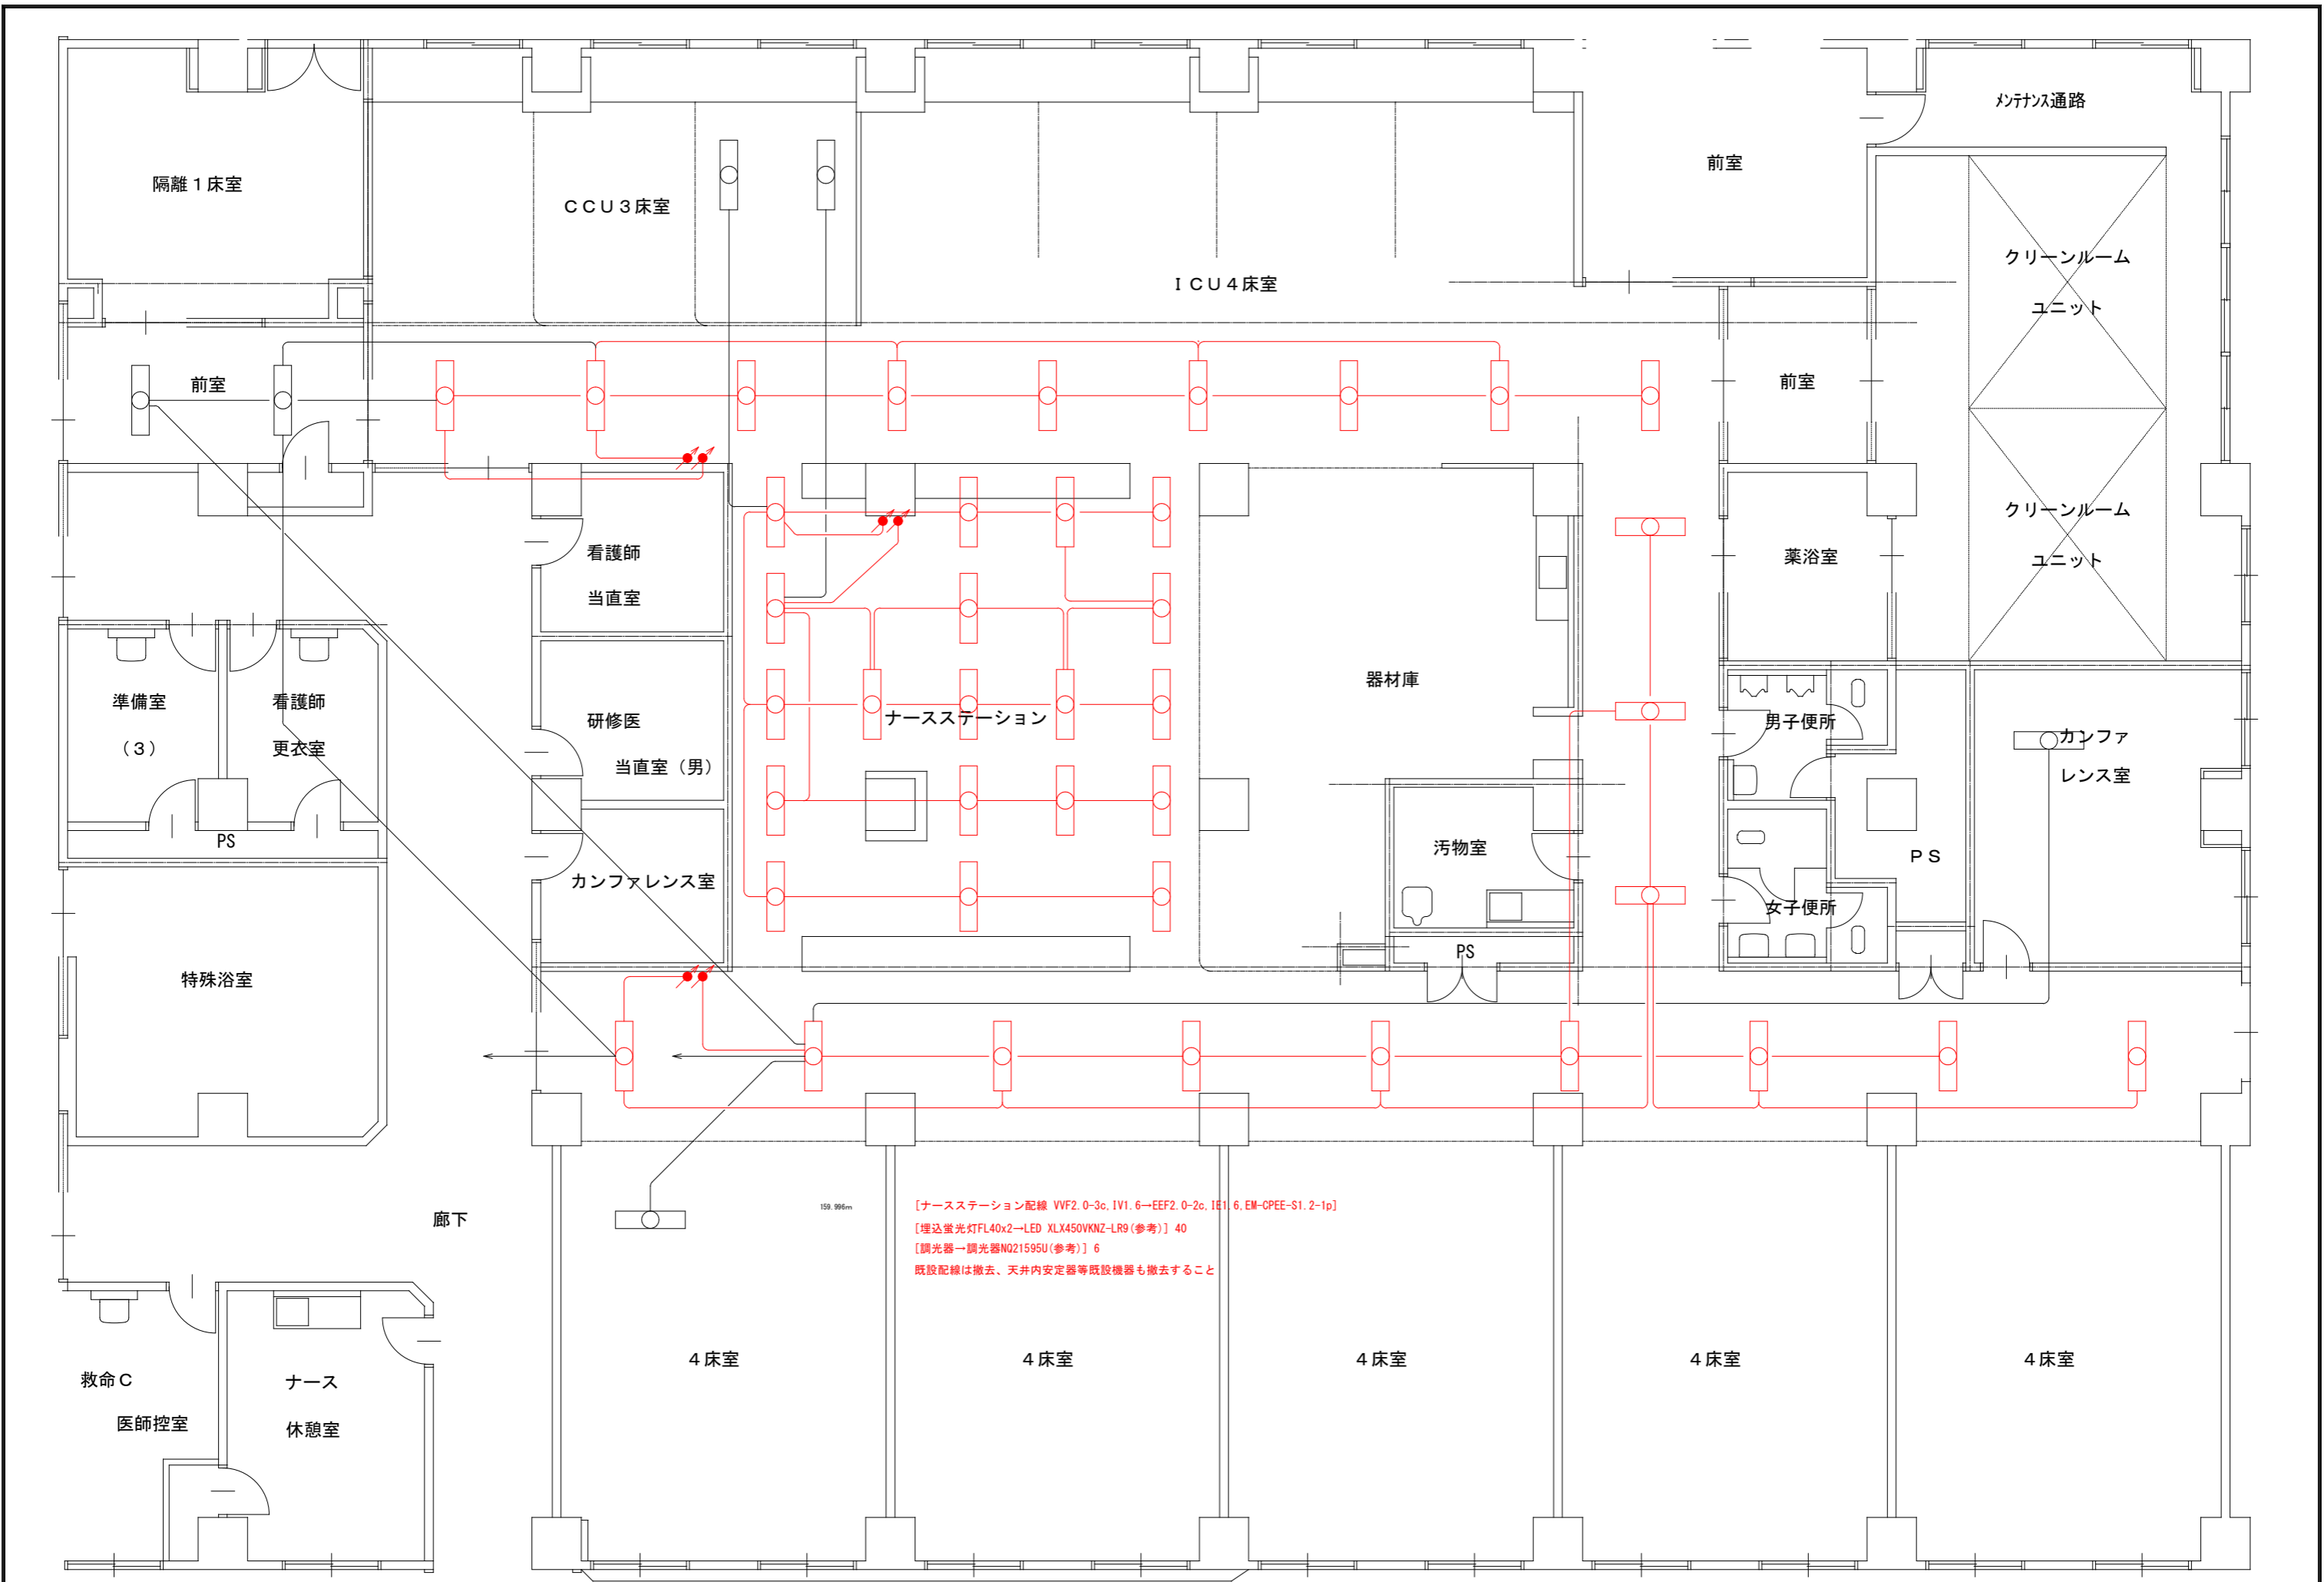 メンテナンス通路
前室
隔離１床室
ＣＣＵ３床室
クリーンルーム
ユニット
ＩＣＵ４床室
前室
前室
クリーンルーム
ユニット
看護師
当直室
薬浴室
器材庫
準備室
（３）
看護師
更衣室
研修医
当直室（男）
ナースステーション
男子便所
カンファ
レンス室
PS
汚物室
ＰＳ
カンファレンス室
女子便所
PS
特殊浴室
159.996m
[ナースステーション配線 VVF2.0-3c,IV1.6→EEF2.0-2c,IE1.6,EM-CPEE-S1.2-1p]
[埋込蛍光灯FL40x2→LED XLX450VKNZ-LR9(参考)] 40
[調光器→調光器NQ21595U(参考)] 6
既設配線は撤去、天井内安定器等既設機器も撤去すること
廊下
４床室
４床室
４床室
４床室
４床室
救命Ｃ
医師控室
ナース
休憩室